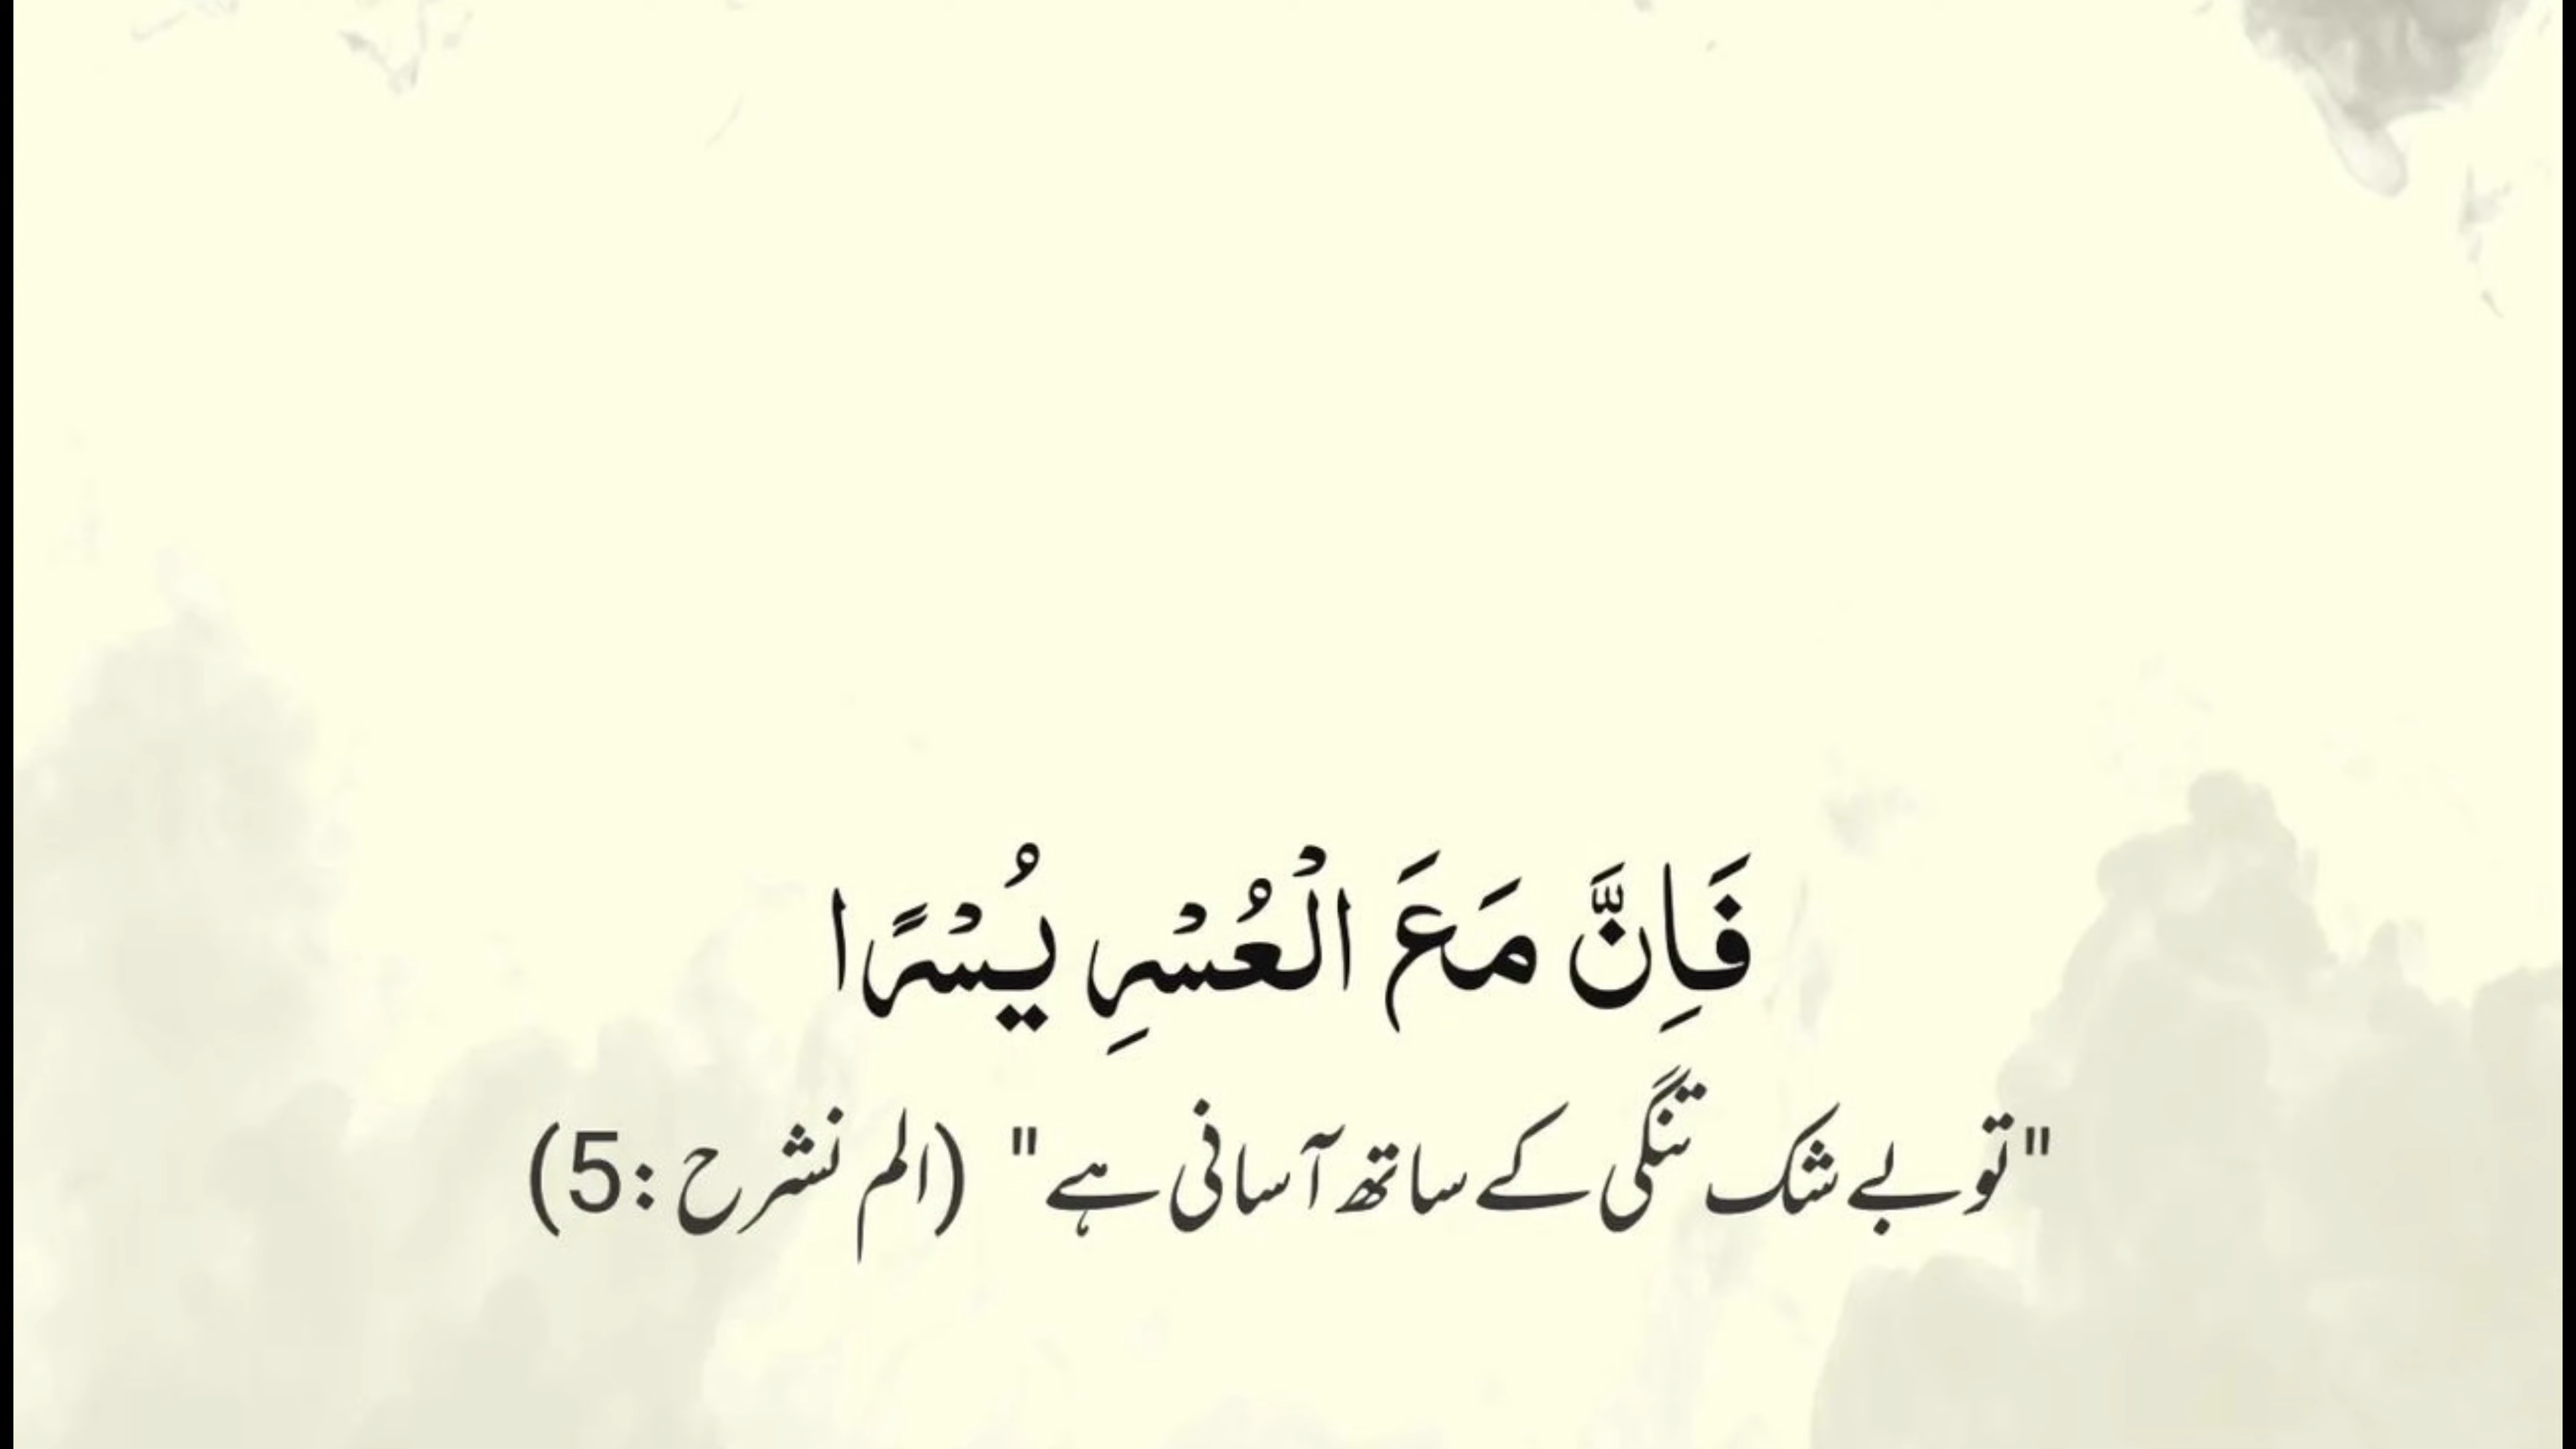 فَاِنَّ مَعَ الْعُسْرِ يُسْرًا
"تو بے شک تنگی کے ساتھ آسانی ہے" (الم نشرح :5)